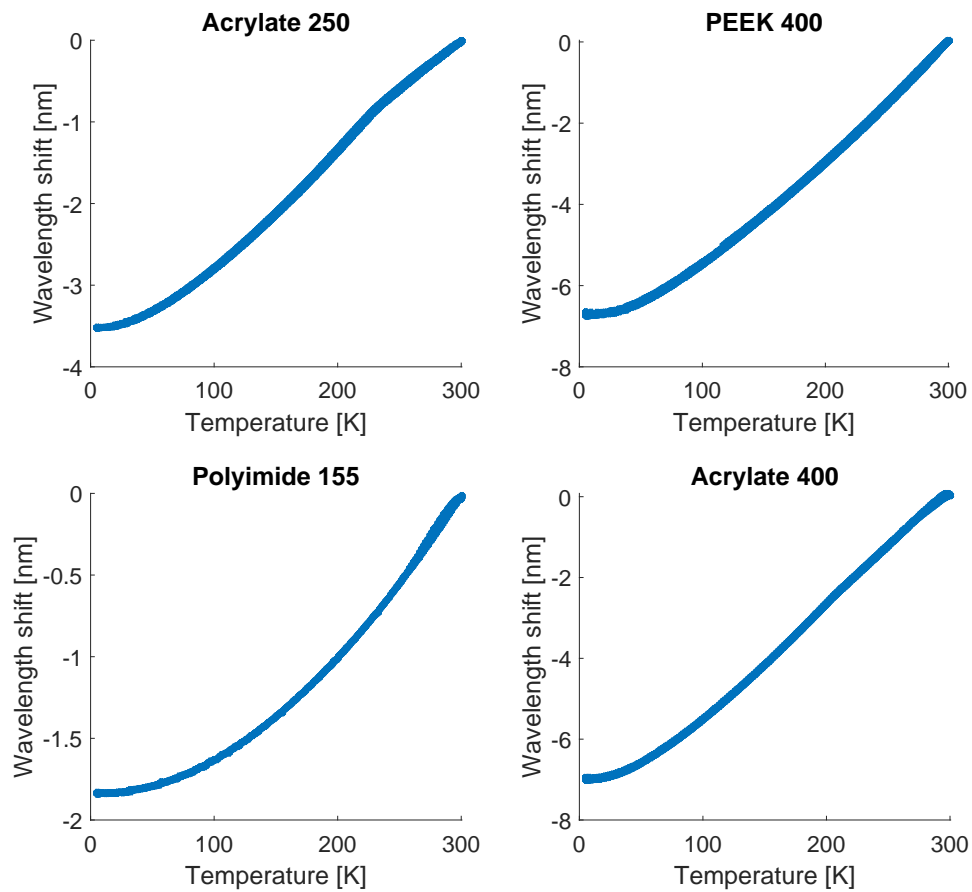 Acrylate 250
0
-1
-2
-3
-4
Wavelength shift [nm]
0 100 200 300
Temperature [K]
PEEK 400
0
-2
-4
-6
-8
Wavelength shift [nm]
0 100 200 300
Temperature [K]
Polyimide 155
0
-0.5
-1
-1.5
-2
Wavelength shift [nm]
0 100 200 300
Temperature [K]
Acrylate 400
0
-2
-4
-6
-8
Wavelength shift [nm]
0 100 200 300
Temperature [K]